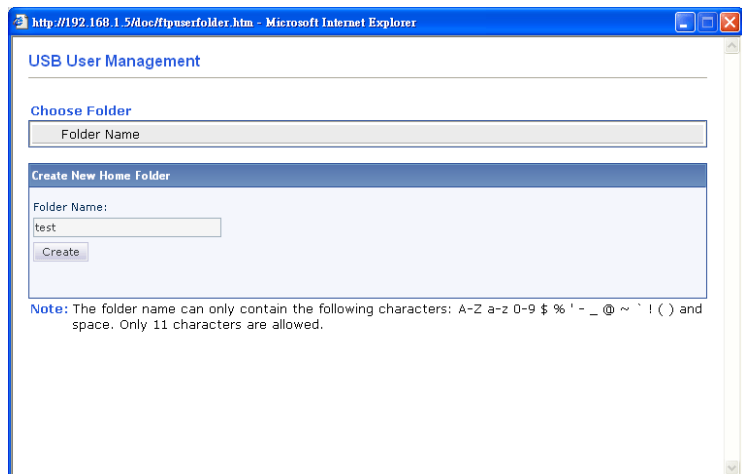 http://192.168.1.5/doc/ftpuserfolder.htm - Microsoft Internet Explorer
USB User Management
Choose Folder
Folder Name
Create New Home Folder
Folder Name:
test
Create
Note: The folder name can only contain the following characters: A-Z a-z 0-9 $ % ' - _ @ ~ ` ! ( ) and
space. Only 11 characters are allowed.